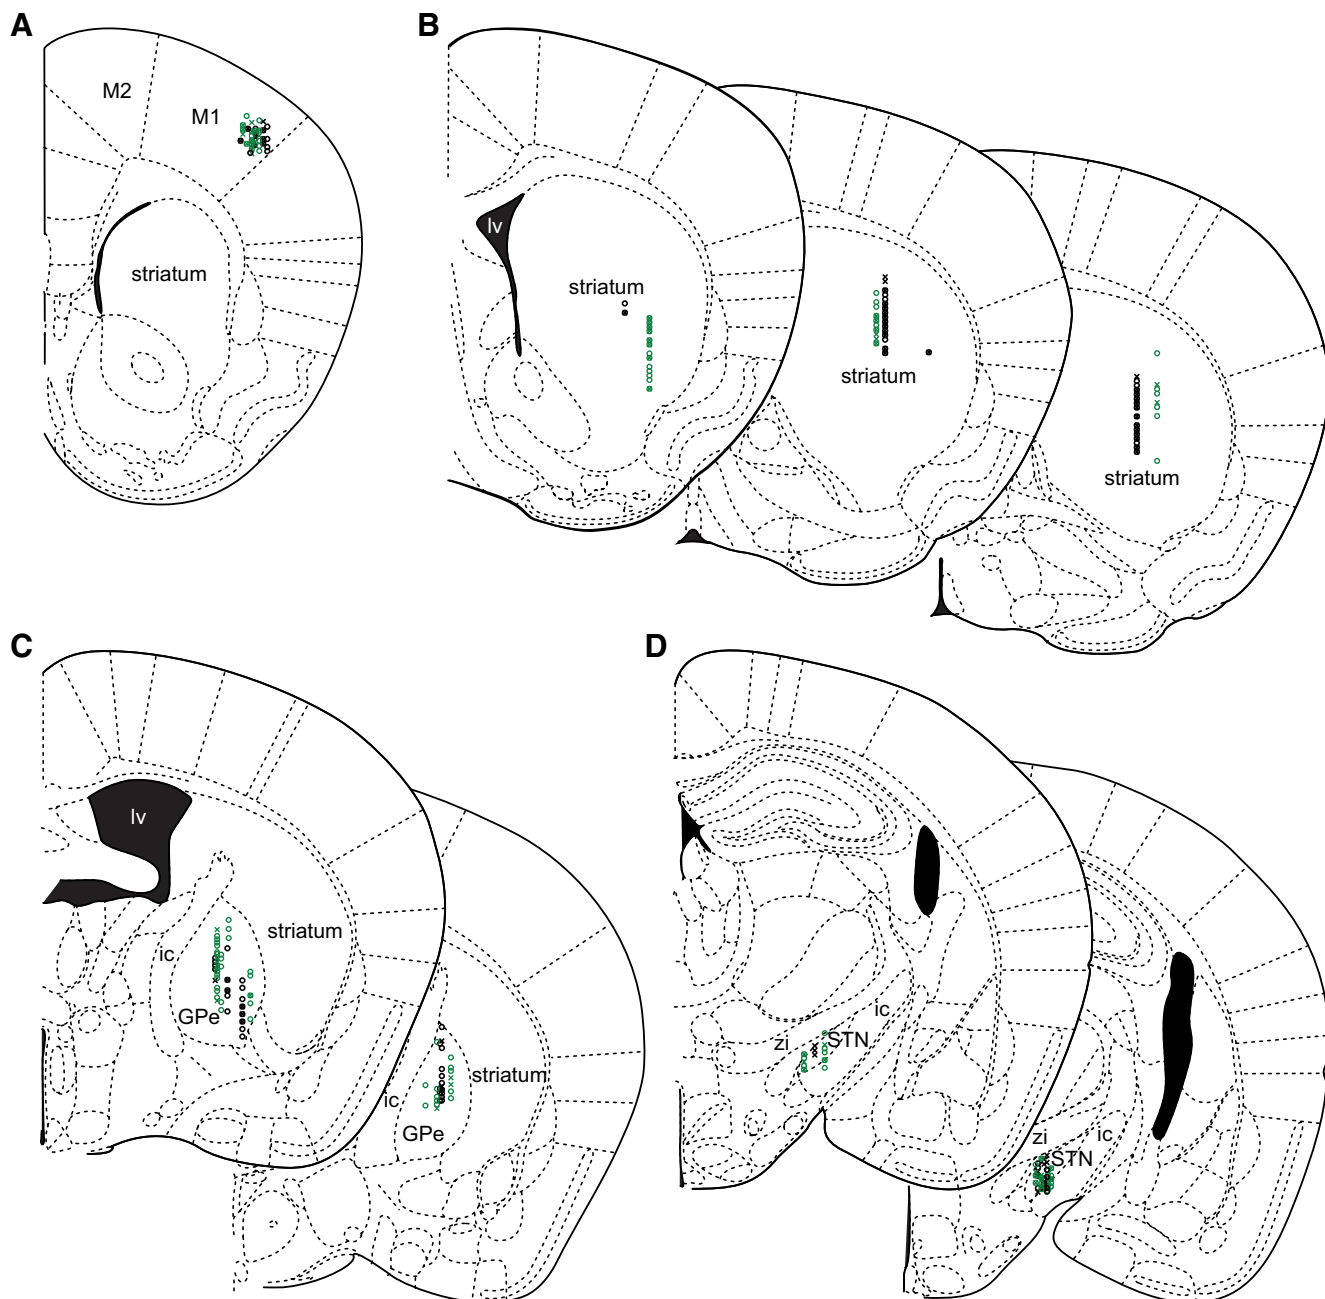 A
M2
M1
striatum
B
lv
striatum
striatum
striatum
C
lv
striatum
ic
GPe
striatum
ic
GPe
D
ic
zi
STN
zi
ic
STN